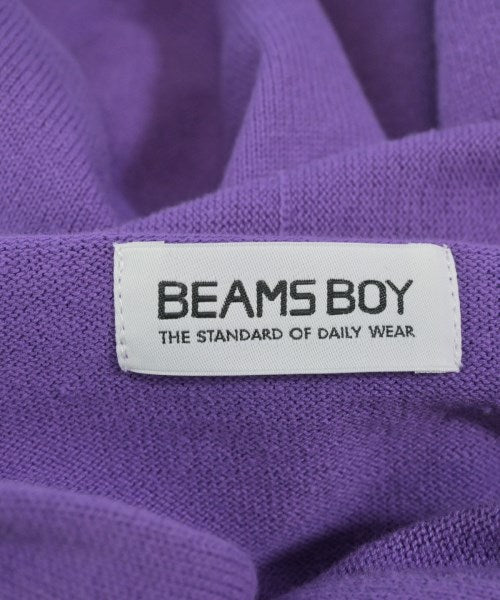 BEAMS BOY
THE STANDARD OF DAILY WEAR